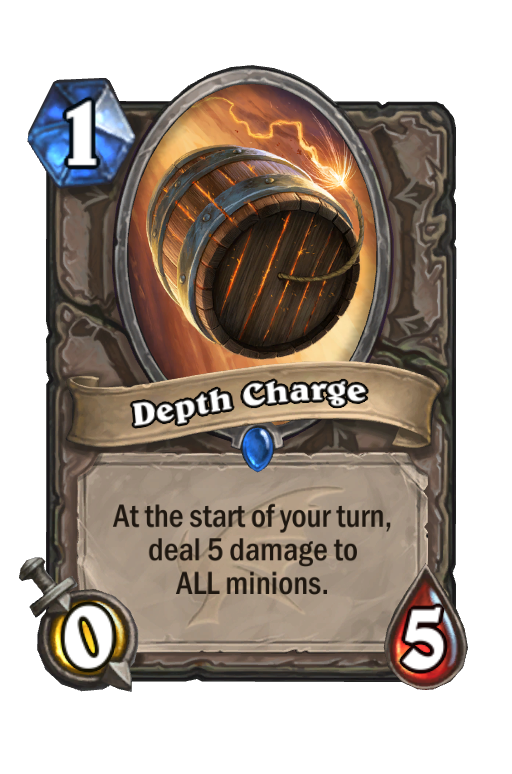 1
Depth Charge
At the start of your turn,
deal 5 damage to
ALL minions.
0
5